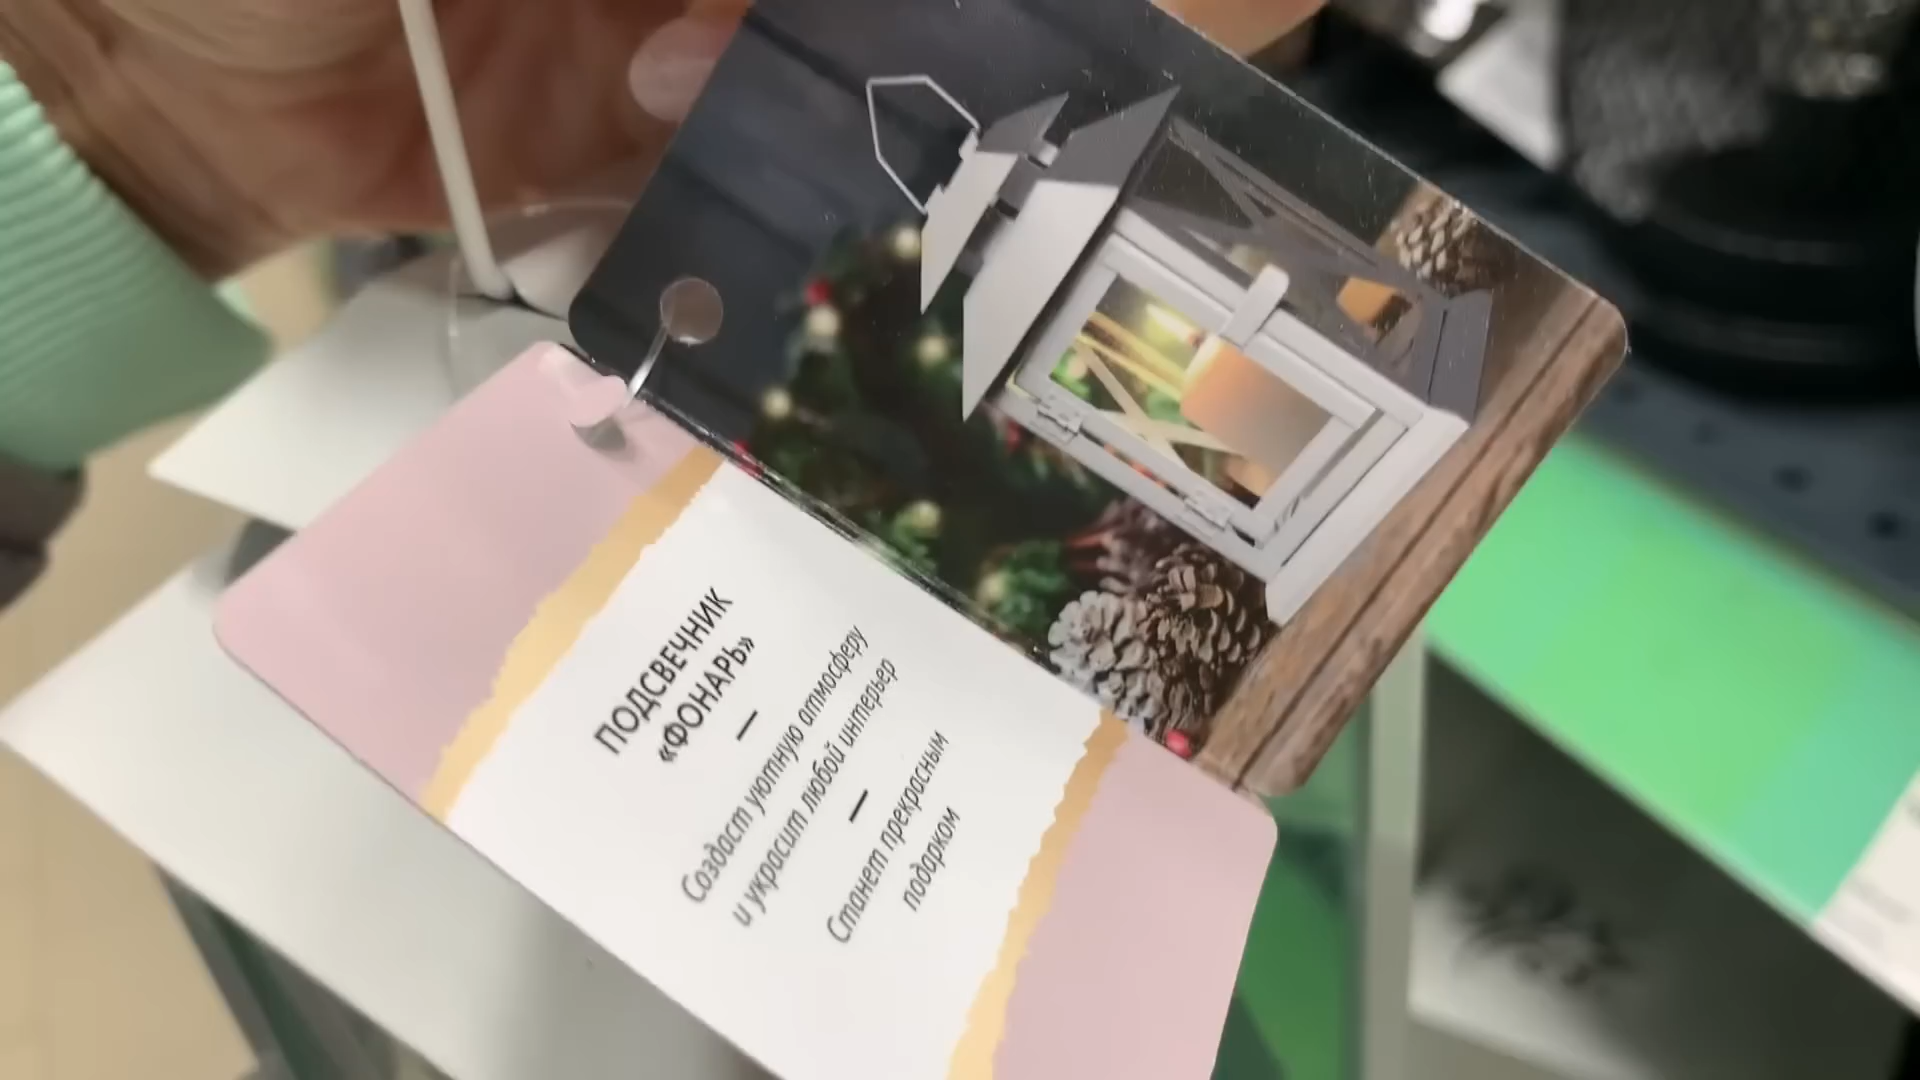 ПОДСВЕЧНИК
«ФОНАРЬ»
—
Создаст уютную атмосферу
и украсит любой интерьер
—
Станет прекрасным
подарком